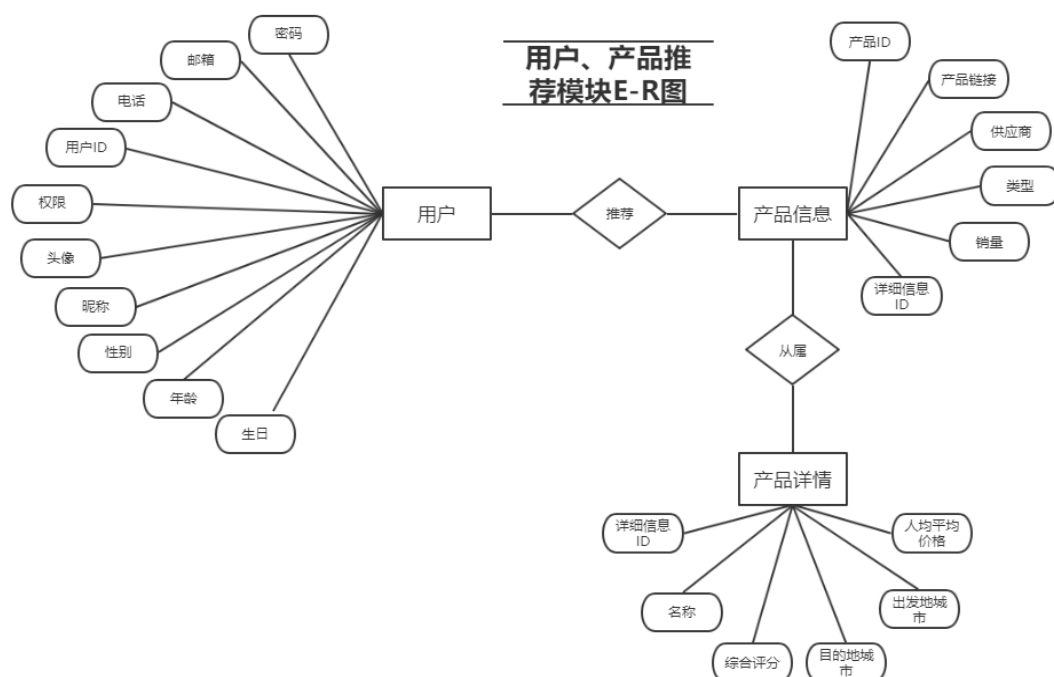 用户、产品推
荐模块E-R图
密码
邮箱
电话
用户ID
权限
头像
昵称
性别
年龄
生日
用户
推荐
产品信息
产品ID
产品链接
供应商
类型
销量
详细信息
ID
从属
产品详情
详细信息
ID
名称
综合评分
目的地城
市
出发地城
市
人均平均
价格